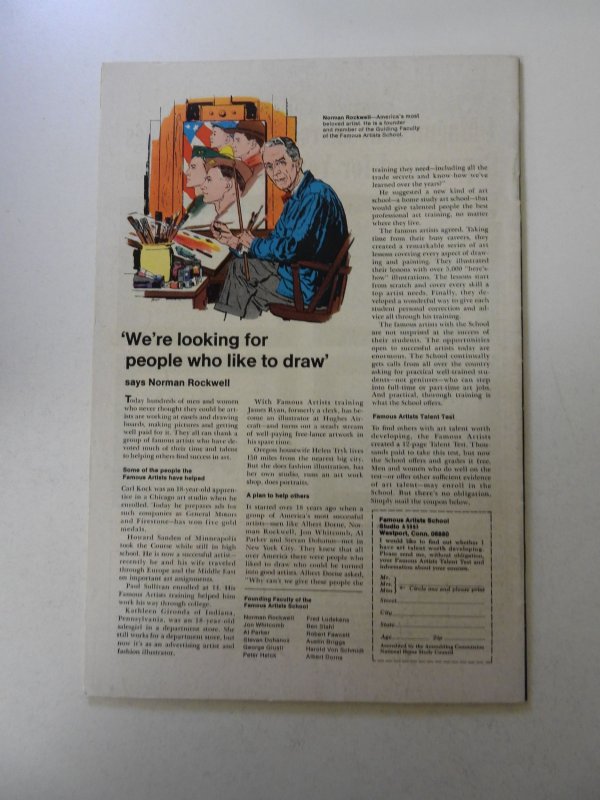 Norman Rockwell—America's most
beloved artist. He is a founder
and member of the Guiding Faculty
of the Famous Artists School.
'We're looking for
people who like to draw'
says Norman Rockwell
Today hundreds of men and women
who never thought they could be art-
ists are working at easels and drawing
boards, making pictures and getting
well paid for it. They all can thank a
group of famous artists who have de-
voted much of their time and talent
to helping others find success in art.
Some of the people the
Famous Artists have helped
Carl Kock was an 18-year-old appren-
tice in a Chicago art studio when he
enrolled. Today he prepares ads for
such companies as General Motors
and Firestone—has won five gold
medals.
Howard Sanden of Minneapolis
took the Course while still in high
school. He is now a successful artist—
recently he and his wife traveled
through Europe and the Middle East
on important art assignments.
Paul Sullivan enrolled at 14. His
Famous Artists training helped him
work his way through college.
Kathleen Gironda of Indiana,
Pennsylvania, was an 18-year-old
salesgirl in a department store. She
still works for a department store, but
now it's as an advertising artist and
fashion illustrator.
With Famous Artists training
James Ryan, formerly a clerk, has be-
come an illustrator at Hughes Air-
craft—and turns out a steady stream
of well-paying free-lance artwork in
his spare time.
Oregon housewife Helen Tryk lives
150 miles from the nearest big city.
But she does fashion illustration, has
her own studio, runs an art work
shop, does portraits.
A plan to help others
It started over 18 years ago when a
group of America's most successful
artists—men like Albert Dorne, Nor-
man Rockwell, Jon Whitcomb, Al
Parker and Stevan Dohanos—met in
New York City. They knew that all
over America there were people who
liked to draw who could be turned
into good artists. Albert Dorne asked,
"Why can't we give these people the
Founding Faculty of the
Famous Artists School
Norman Rockwell
Jon Whitcomb
Al Parker
Stevan Dohanos
George Giusti
Peter Helck
Fred Ludekens
Ben Stahl
Robert Fawcett
Austin Briggs
Harold Von Schmidt
Albert Dorne
training they need—including all the
trade secrets and know-how we've
learned over the years?"
He suggested a new kind of art
school—a home study art school—that
would give talented people the best
professional art training, no matter
where they live.
The famous artists agreed. Taking
time from their busy careers, they
created a remarkable series of art
lessons covering every aspect of draw-
ing and painting. They illustrated
their lessons with over 5,000 "here's-
how" illustrations. The lessons start
from scratch and cover every skill a
top artist needs. Finally, they de-
veloped a wonderful way to give each
student personal correction and ad-
vice all through his training.
The famous artists with the School
are not surprised at the success of
their students. The opportunities
open to successful artists today are
enormous. The School continually
gets calls from all over the country
asking for practical well-trained stu-
dents—not geniuses—who can step
into full-time or part-time art jobs.
And practical, thorough training is
what the School offers.
Famous Artists Talent Test
To find others with art talent worth
developing, the Famous Artists
created a 12-page Talent Test. Thou-
sands paid to take this test, but now
the School offers and grades it free.
Men and women who do well on the
test—or offer other sufficient evidence
of art talent—may enroll in the
School. But there's no obligation.
Simply mail the coupon below.
Famous Artists School
Studio
Westport, Conn. 06880
I would like to find out whether I
have art talent worth developing.
Please send me, without obligation,
your Famous Artists Talent Test and
information about your courses.
Mr.
Mrs.
Miss
Circle one and please print
Street
City
State
Age Zip
Accredited by the Accrediting Commission
National Home Study Council